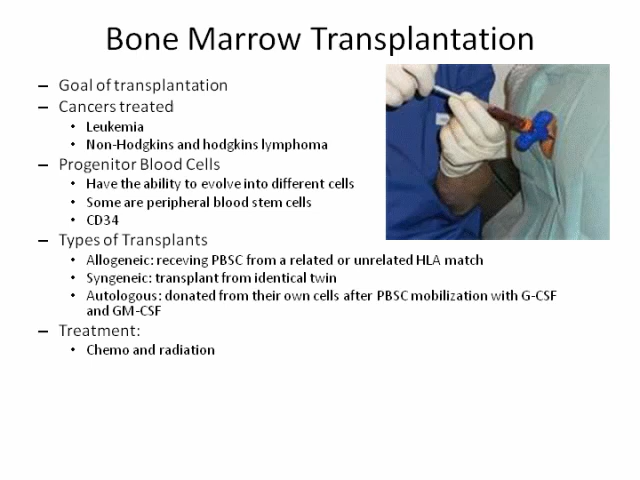 Bone Marrow Transplantation
– Goal of transplantation
– Cancers treated
• Leukemia
• Non-Hodgkins and hodgkins lymphoma
– Progenitor Blood Cells
• Have the ability to evolve into different cells
• Some are peripheral blood stem cells
• CD34
– Types of Transplants
• Allogeneic: receving PBSC from a related or unrelated HLA match
• Syngeneic: transplant from identical twin
• Autologous: donated from their own cells after PBSC mobilization with G-CSF
and GM-CSF
– Treatment:
• Chemo and radiation